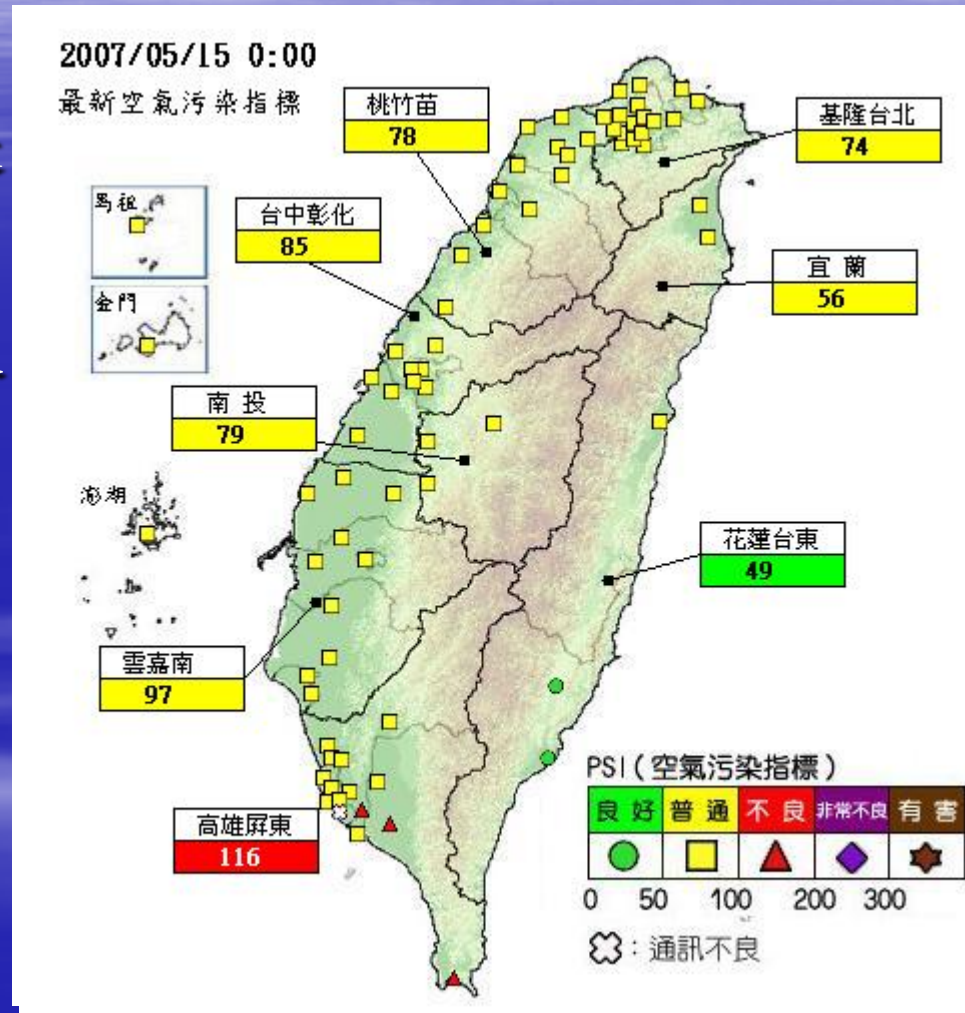 2007/05/15 0:00
最新空氣污染指標
桃竹苗
78
基隆台北
74
馬祖
台中彰化
85
宜蘭
56
金門
南投
79
澎湖
花蓮台東
49
雲嘉南
97
高雄屏東
116
PSI(空氣污染指標)
良好 普通 不良 非常不良 有害
0 50 100 200 300
:通訊不良